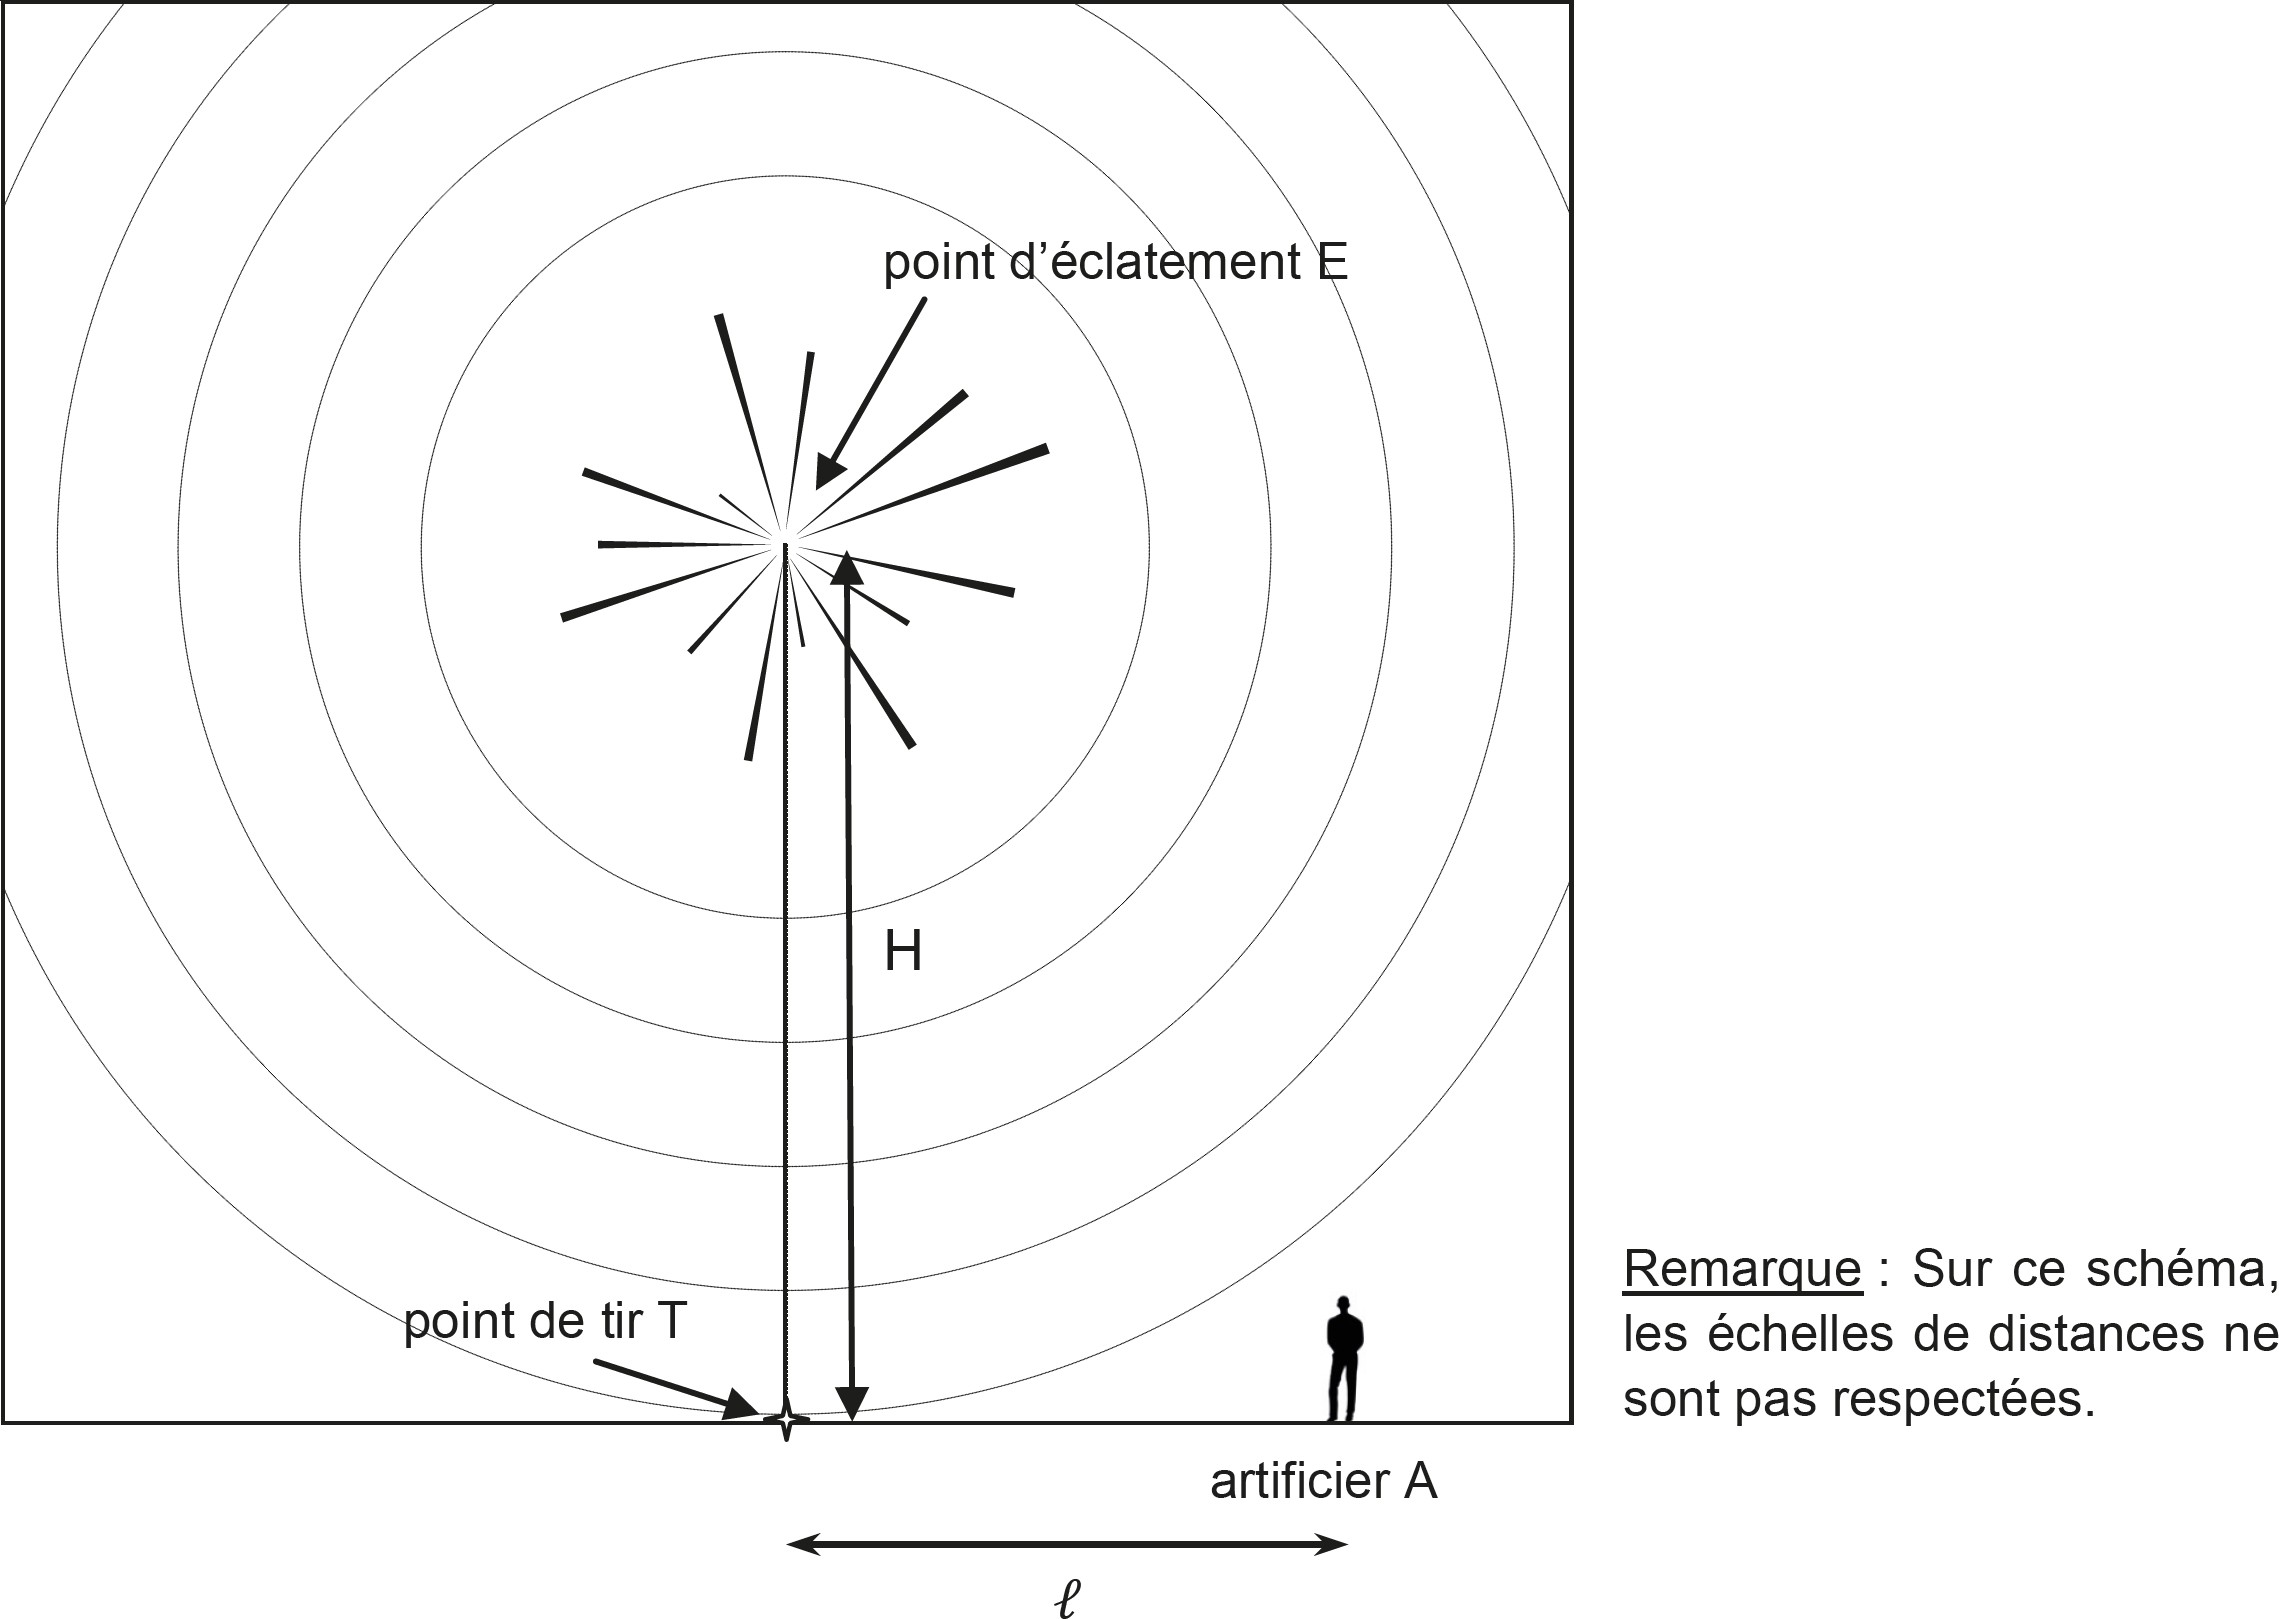 point d’éclatement E
H
point de tir T
Remarque : Sur ce schéma,
les échelles de distances ne
sont pas respectées.
artificier A
ℓ